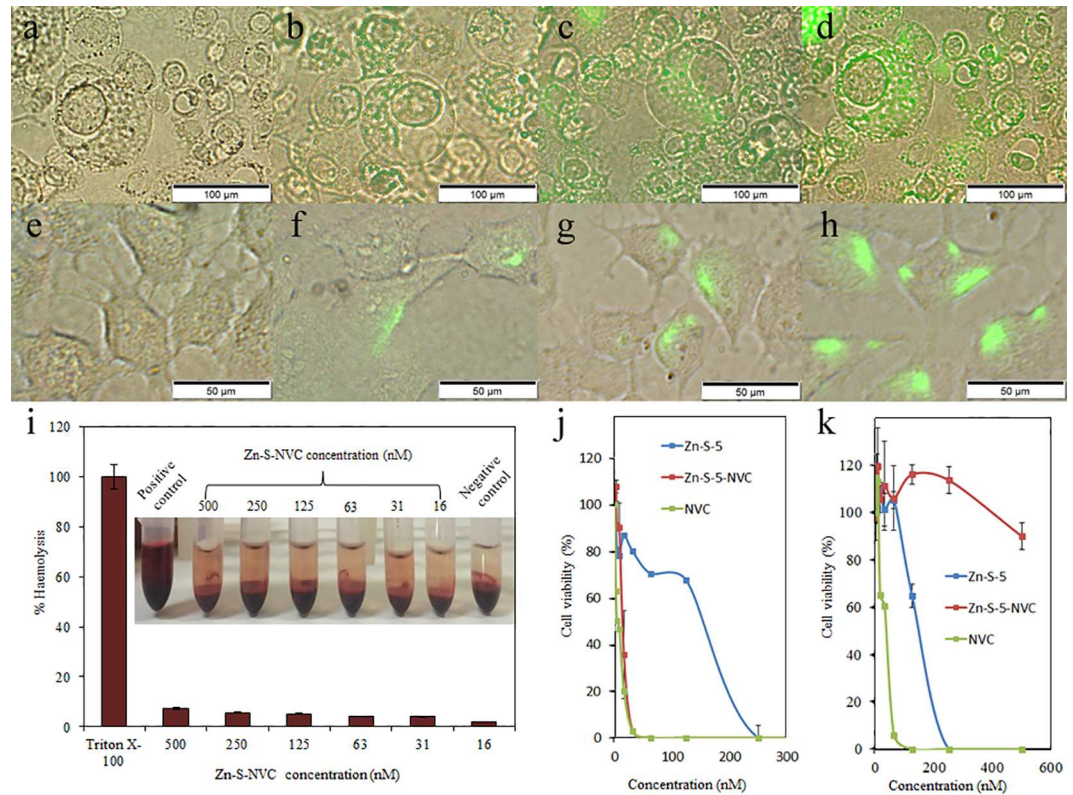 a
b
c
d
100 µm
100 µm
100 µm
100 µm
e
f
g
h
50 µm
50 µm
50 µm
50 µm
i
% Haemolysis
120
100
80
60
40
20
0
Zn-S-NVC concentration (nM)
Positive control
500
250
125
63
31
16
Negative control
Triton X-
100
500
250
125
63
31
16
Zn-S-NVC concentration (nM)
j
Cell viability (%)
140
120
100
80
60
40
20
0
Zn-S-5
Zn-S-5-NVC
NVC
0
100
200
300
Concentration (nM)
k
Cell viability (%)
140
120
100
80
60
40
20
0
Zn-S-5
Zn-S-5-NVC
NVC
0
200
400
600
Concentration (nM)